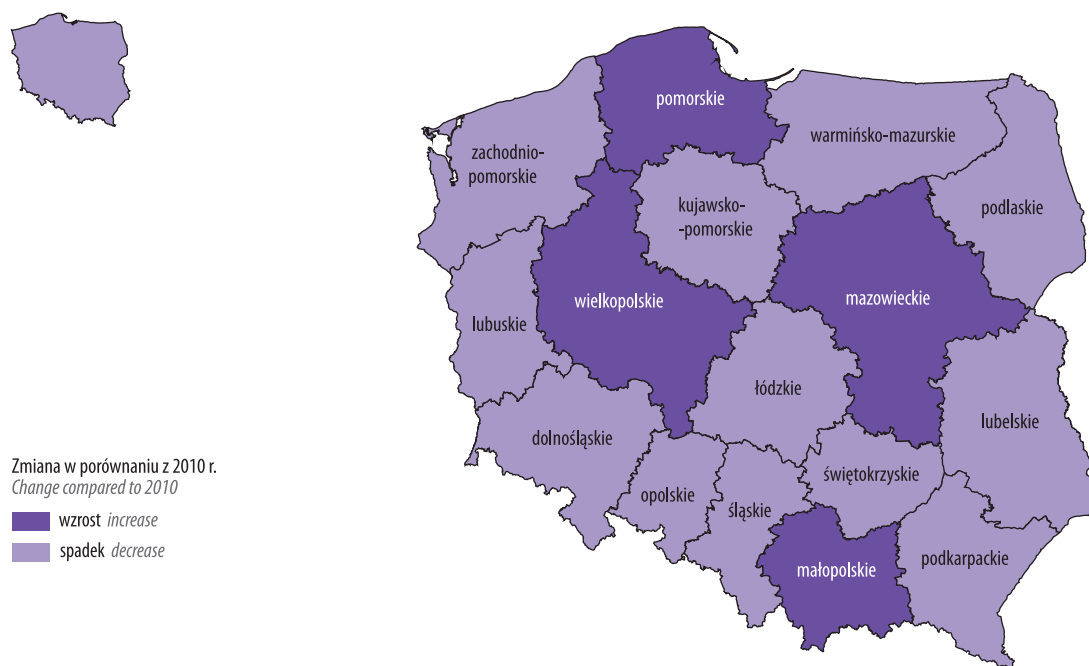 pomorskie
warmińsko-mazurskie
zachodnio-
pomorskie
podlaskie
kujawsko-
-pomorskie
wielkopolskie
mazowieckie
lubuskie
łódzkie
lubelskie
dolnośląskie
świętokrzyskie
opolskie
śląskie
podkarpackie
małopolskie
Zmiana w porównaniu z 2010 r.
Change compared to 2010
wzrost increase
spadek decrease